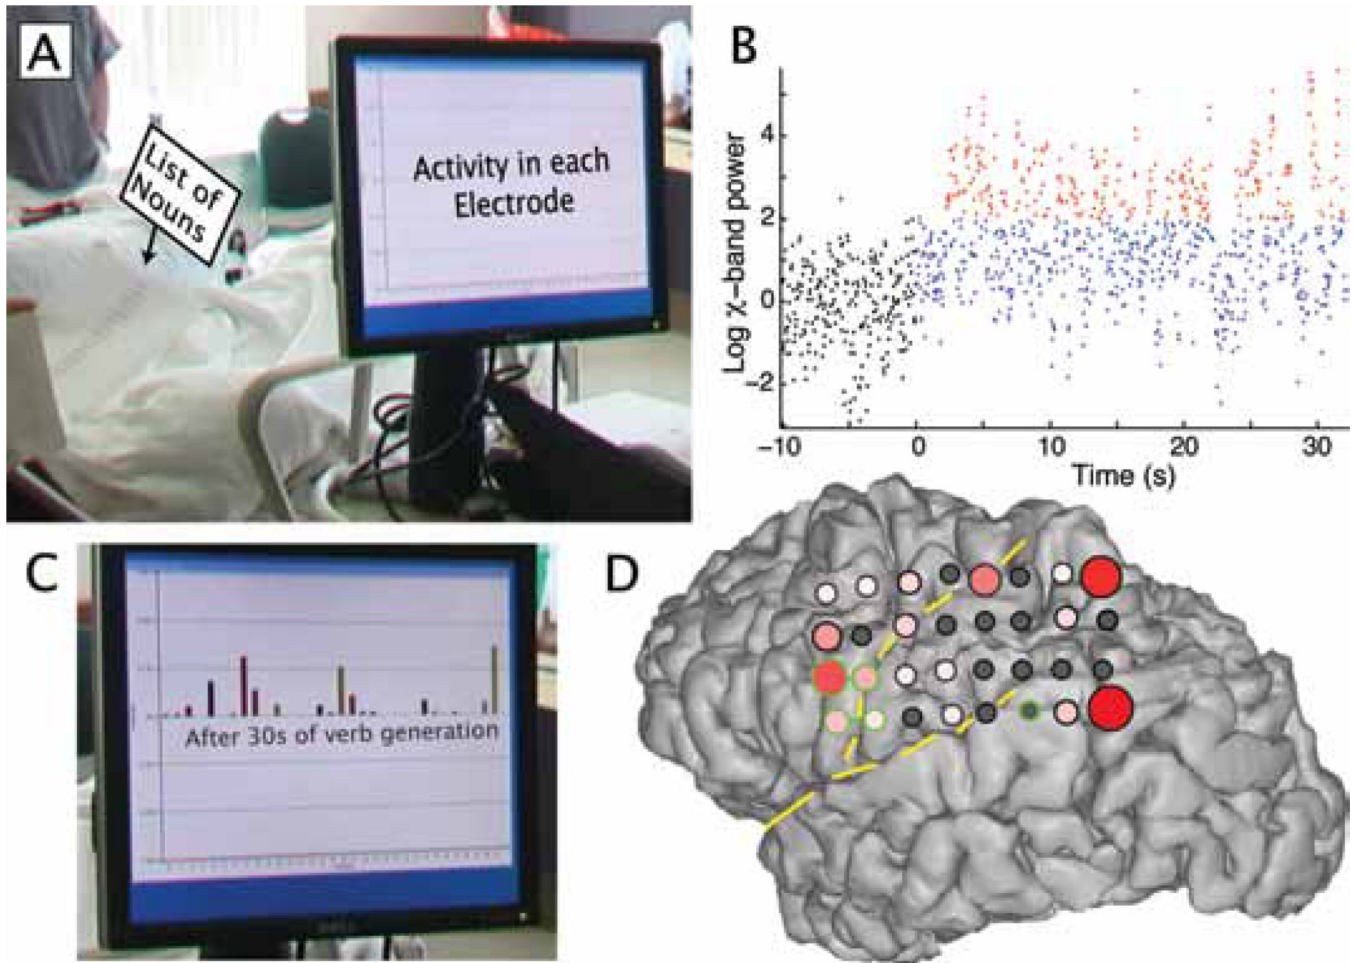 A
List of
Nouns
Activity in each
Electrode
B
Log χ-band power
4
2
0
−2
−10
0
10
20
30
Time (s)
C
After 30s of verb generation
D